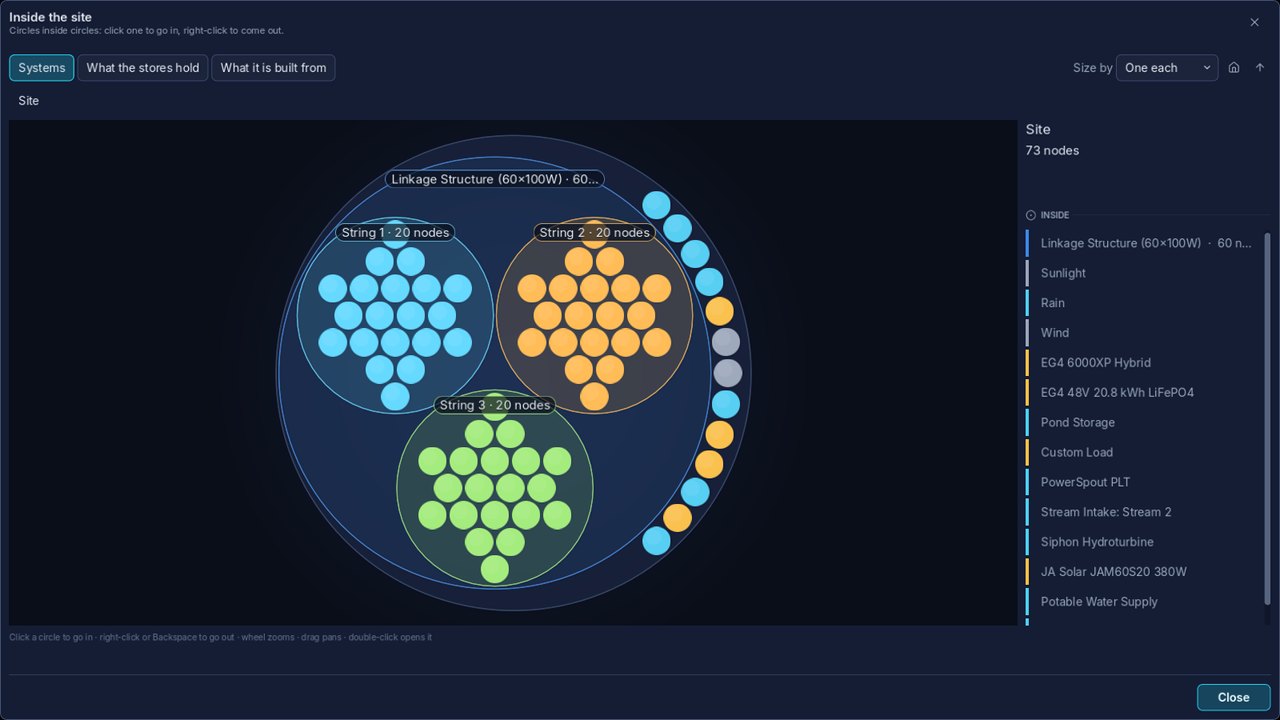 Inside the site
Circles inside circles: click one to go in, right-click to come out.
Systems
What the stores hold
What it is built from
Size by
One each
Site
Linkage Structure (60×100W) · 60...
String 1 · 20 nodes
String 2 · 20 nodes
String 3 · 20 nodes
Site
73 nodes
INSIDE
Linkage Structure (60×100W) · 60 n...
Sunlight
Rain
Wind
EG4 6000XP Hybrid
EG4 48V 20.8 kWh LiFePO4
Pond Storage
Custom Load
PowerSpout PLT
Stream Intake: Stream 2
Siphon Hydroturbine
JA Solar JAM60S20 380W
Potable Water Supply
Click a circle to go in · right-click or Backspace to go out · wheel zooms · drag pans · double-click opens it
Close